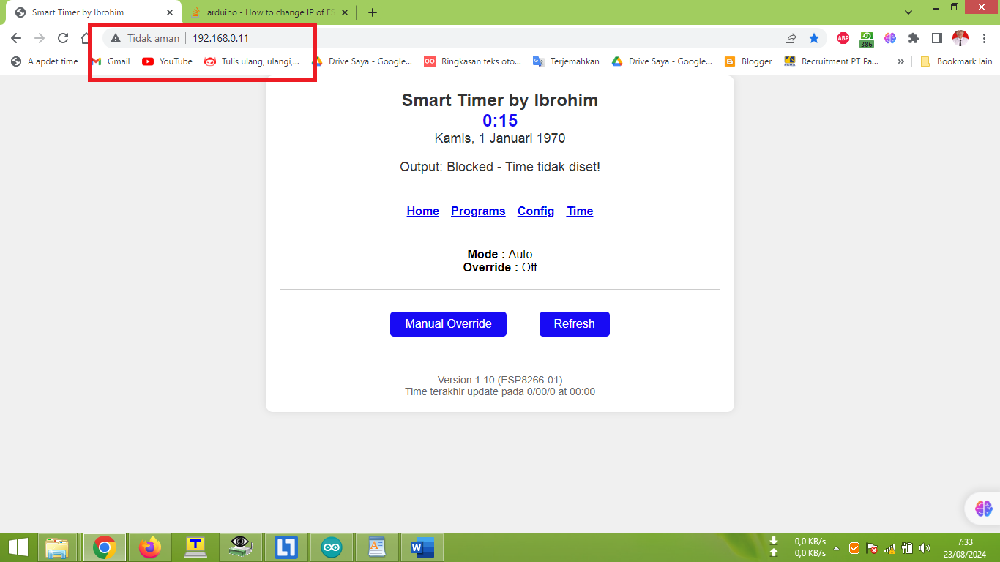 Smart Timer by Ibrohim
arduino - How to change IP of ES
Tidak aman 192.168.0.11
ABP
386
A apdet time
Gmail
YouTube
Tulis ulang, ulangi,...
Drive Saya - Google...
Ringkasan teks oto...
Terjemahkan
Drive Saya - Google...
Blogger
Recruitment PT Pa...
»
Bookmark lain
Smart Timer by Ibrohim
0:15
Kamis, 1 Januari 1970
Output: Blocked - Time tidak diset!
Home Programs Config Time
Mode : Auto
Override : Off
Manual Override
Refresh
Version 1.10 (ESP8266-01)
Time terakhir update pada 0/00/0 at 00:00
T
W
0,0 KB/s
0,0 KB/s
7:33
23/08/2024